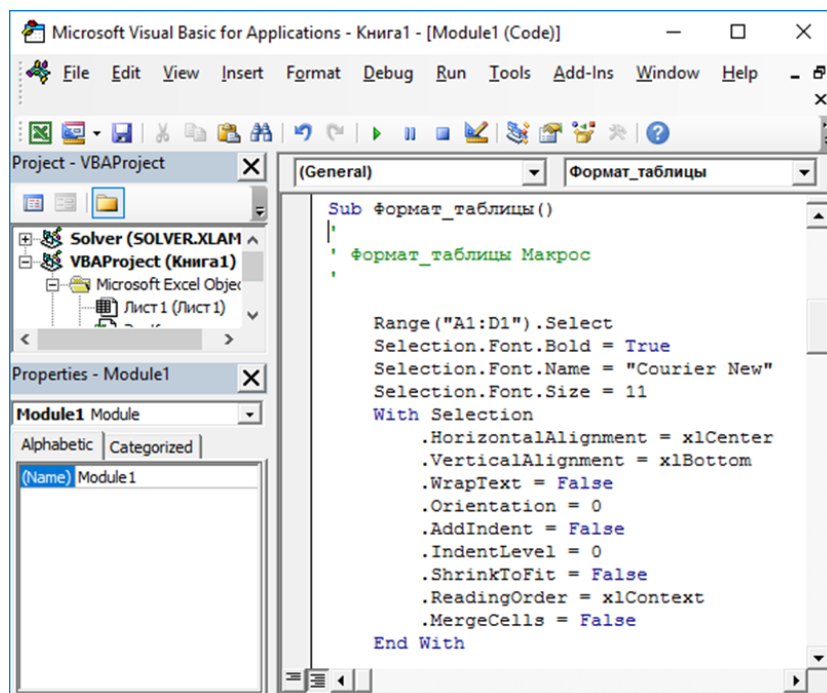 Microsoft Visual Basic for Applications - Книга1 - [Module1 (Code)]
File Edit View Insert Format Debug Run Tools Add-Ins Window Help
Project - VBAProject
Solver (SOLVER.XLAM
VBAProject (Книга1)
Microsoft Excel Objec
Лист1 (Лист1)
Properties - Module1
Module1 Module
Alphabetic Categorized
(Name) Module1
(General) Формат_таблицы
Sub Формат_таблицы()
'
' Формат_таблицы Макрос
'
Range("A1:D1").Select
Selection.Font.Bold = True
Selection.Font.Name = "Courier New"
Selection.Font.Size = 11
With Selection
.HorizontalAlignment = xlCenter
.VerticalAlignment = xlBottom
.WrapText = False
.Orientation = 0
.AddIndent = False
.IndentLevel = 0
.ShrinkToFit = False
.ReadingOrder = xlContext
.MergeCells = False
End With